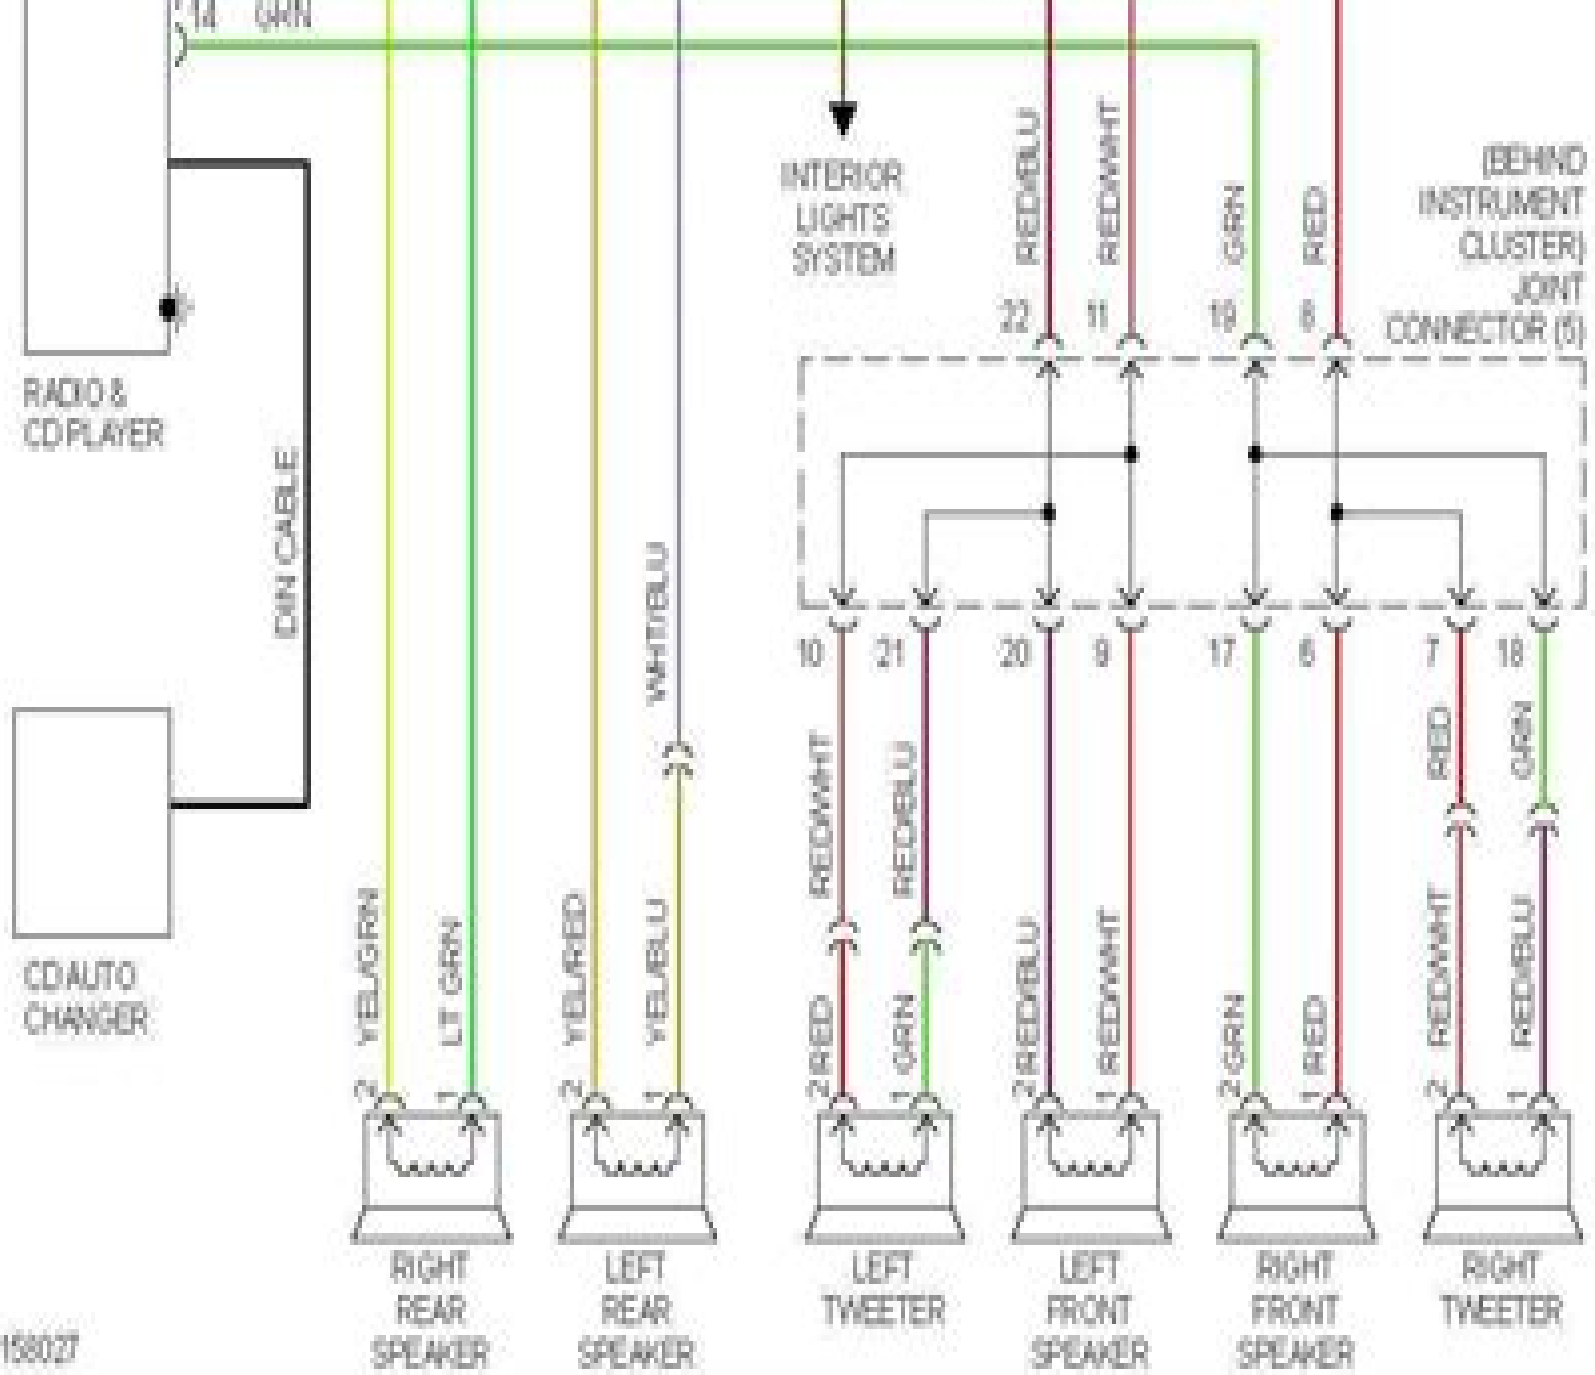 14 GRN
INTERIOR
LIGHTS
SYSTEM
RED/BLU
RED/WHT
GRN
RED
(BEHIND
INSTRUMENT
CLUSTER)
JOINT
CONNECTOR (6)
22
11
19
8
RADIO &
CD PLAYER
DIN CABLE
WHT/BLU
10
21
20
9
17
6
7
18
RED/WHT
RED/BLU
RED
GRN
CD AUTO
CHANGER
YEL/GRN
LT GRN
YEL/RED
YEL/BLU
RED
GRN
RED/BLU
RED/WHT
GRN
RED
RED/WHT
RED/BLU
2
1
2
1
2
1
2
1
2
1
2
1
RIGHT
REAR
SPEAKER
LEFT
REAR
SPEAKER
LEFT
TWEETER
LEFT
FRONT
SPEAKER
RIGHT
FRONT
SPEAKER
RIGHT
TWEETER
158027